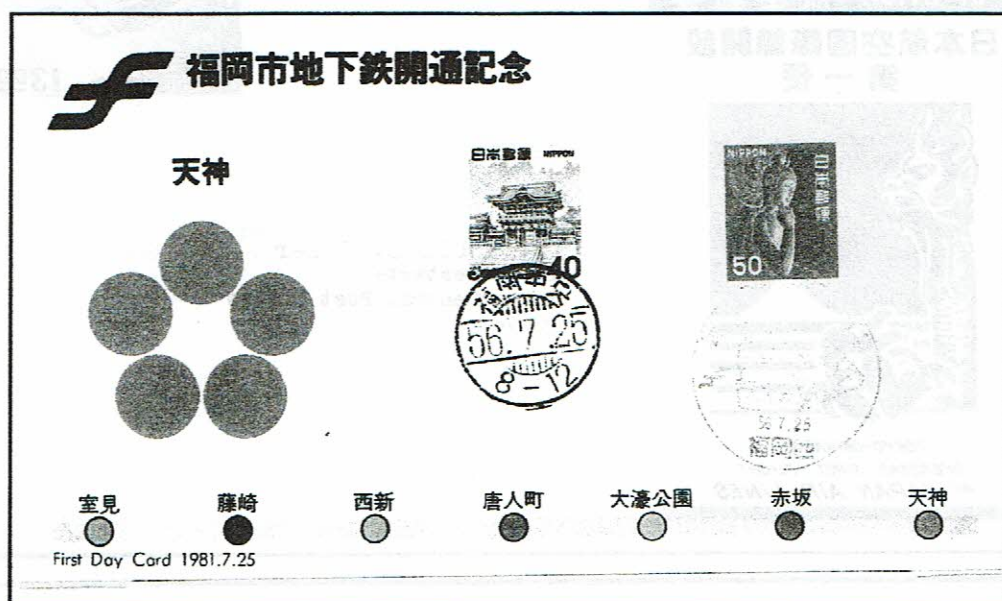 福岡市地下鉄開通記念
天神
日本郵便 NIPPON
40
NIPPON
日本郵便
50
56.7.25
8-12
56.7.25
福岡
室見 藤崎 西新 唐人町 大濠公園 赤坂 天神
First Day Card 1981.7.25